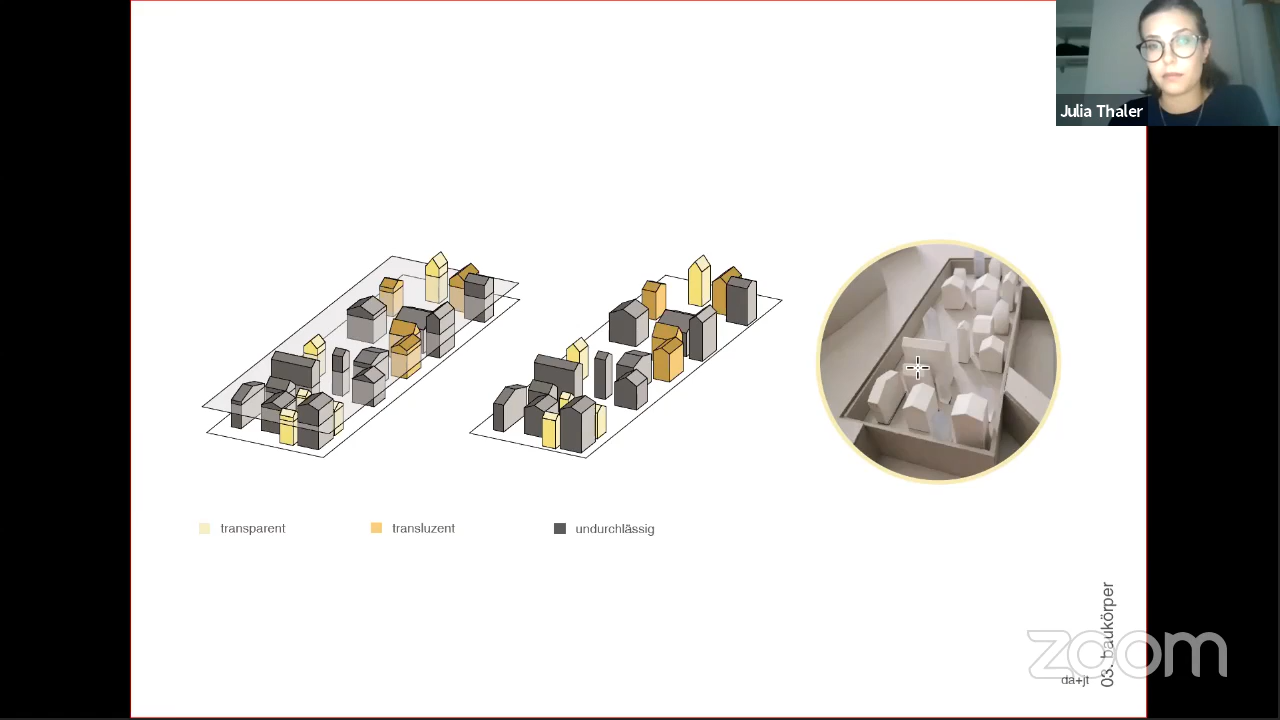 Julia Thaler
transparent
transluzent
undurchlässig
03. baukörper
da+jt
zoom